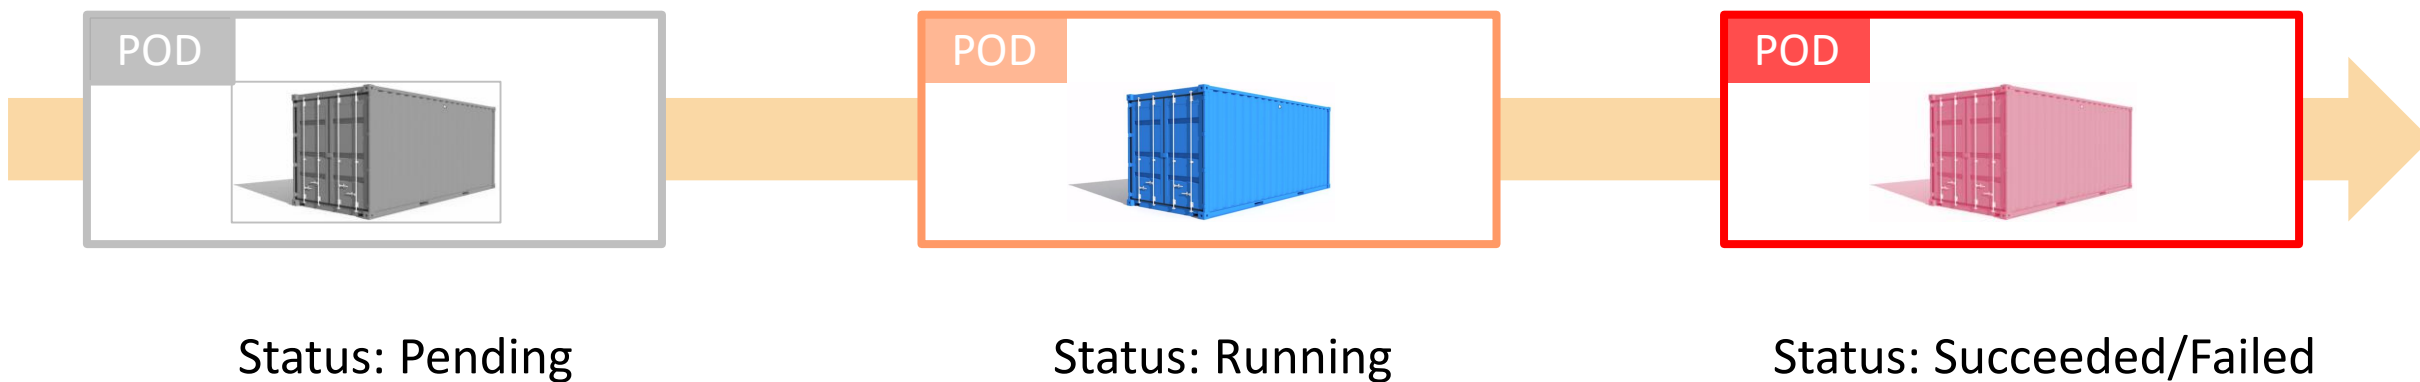 POD
POD
POD
Status: Pending
Status: Running
Status: Succeeded/Failed